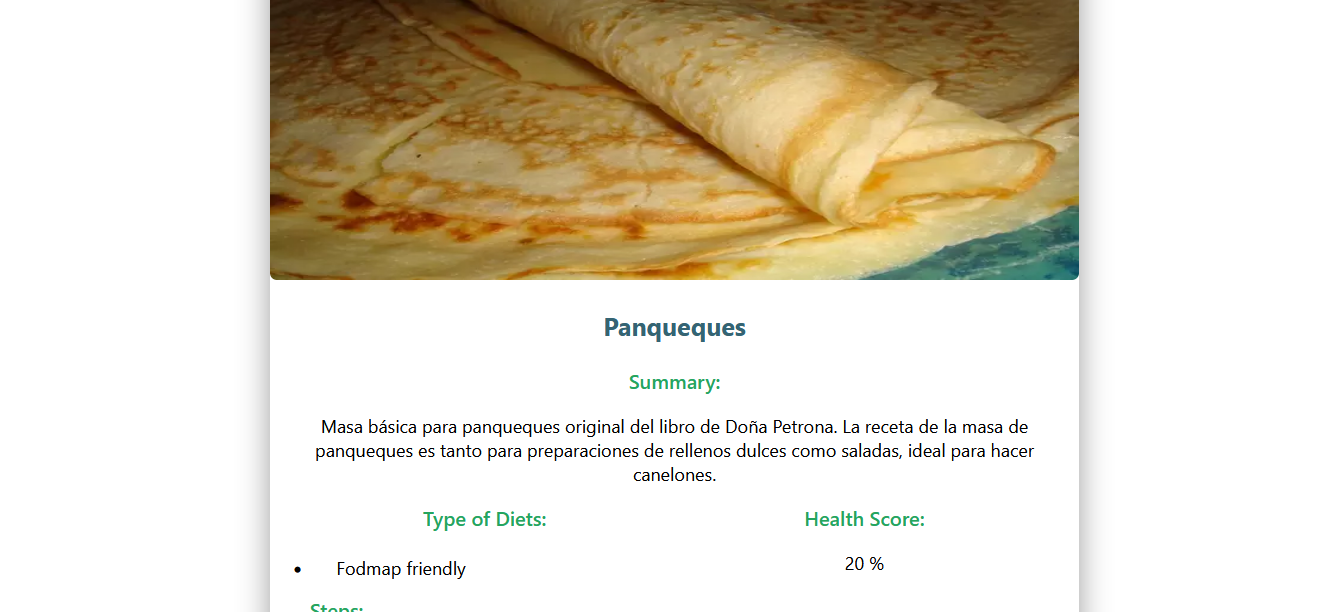 Panqueques
Summary:
Masa básica para panqueques original del libro de Doña Petrona. La receta de la masa de
panqueques es tanto para preparaciones de rellenos dulces como saladas, ideal para hacer
canelones.
Type of Diets:
Health Score:
• Fodmap friendly
20 %
Steps: